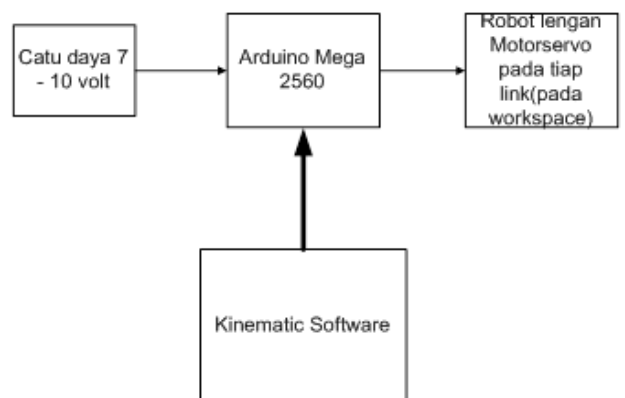 Catu daya 7
- 10 volt
Arduino Mega
2560
Robot lengan
Motorservo
pada tiap
link(pada
workspace)
Kinematic Software